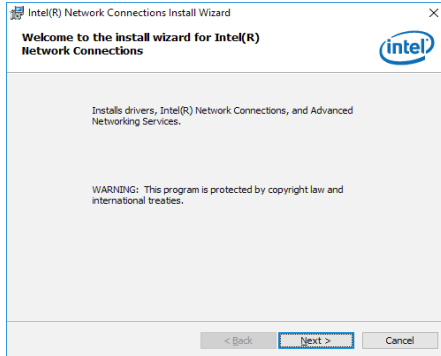 Intel(R) Network Connections Install Wizard
Welcome to the install wizard for Intel(R)
Network Connections
intel
Installs drivers, Intel(R) Network Connections, and Advanced
Networking Services.
WARNING: This program is protected by copyright law and
international treaties.
< Back
Next >
Cancel